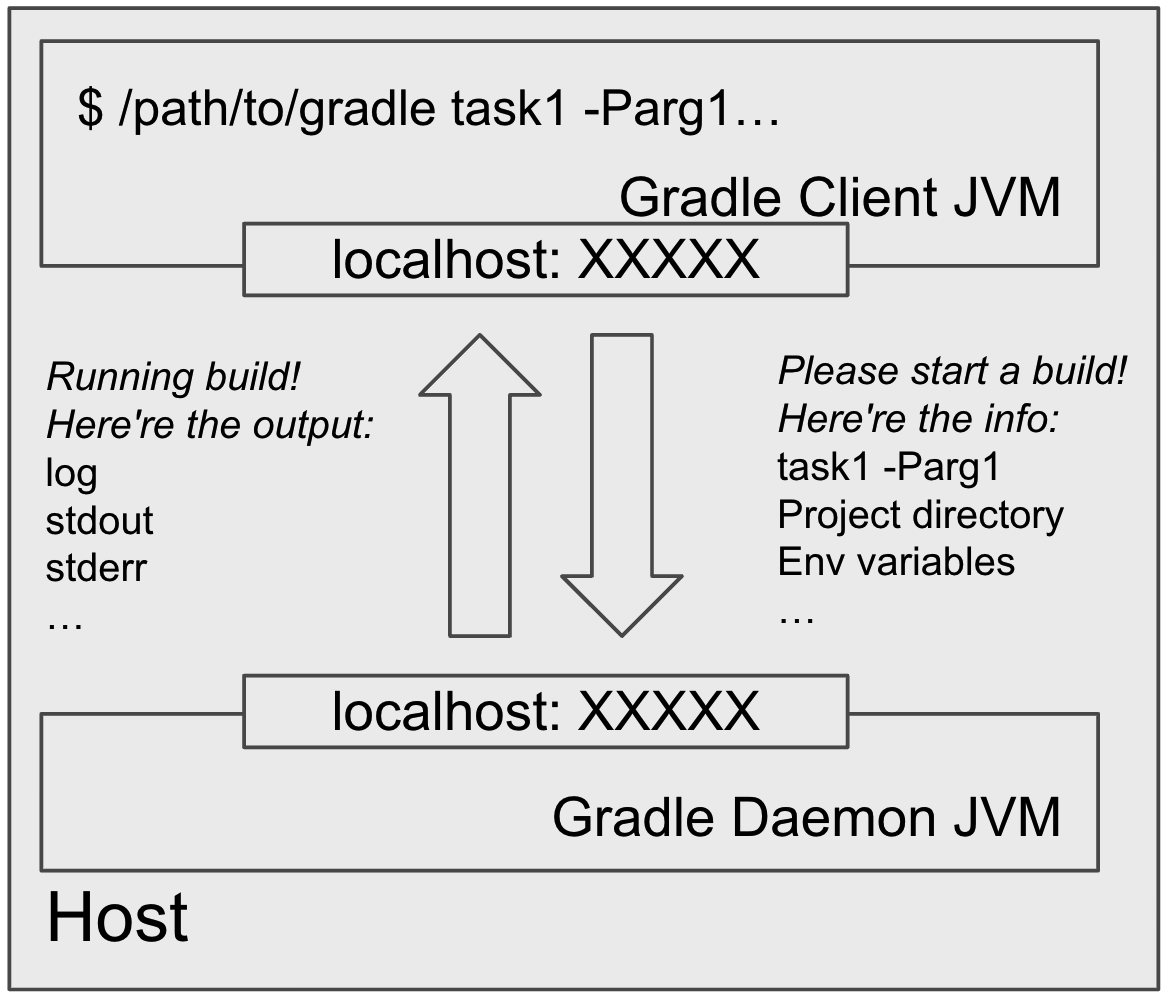 $ /path/to/gradle task1 -Parg1…
Gradle Client JVM
localhost: XXXXX
Running build!
Here're the output:
log
stdout
stderr
…
Please start a build!
Here're the info:
task1 -Parg1
Project directory
Env variables
…
localhost: XXXXX
Gradle Daemon JVM
Host